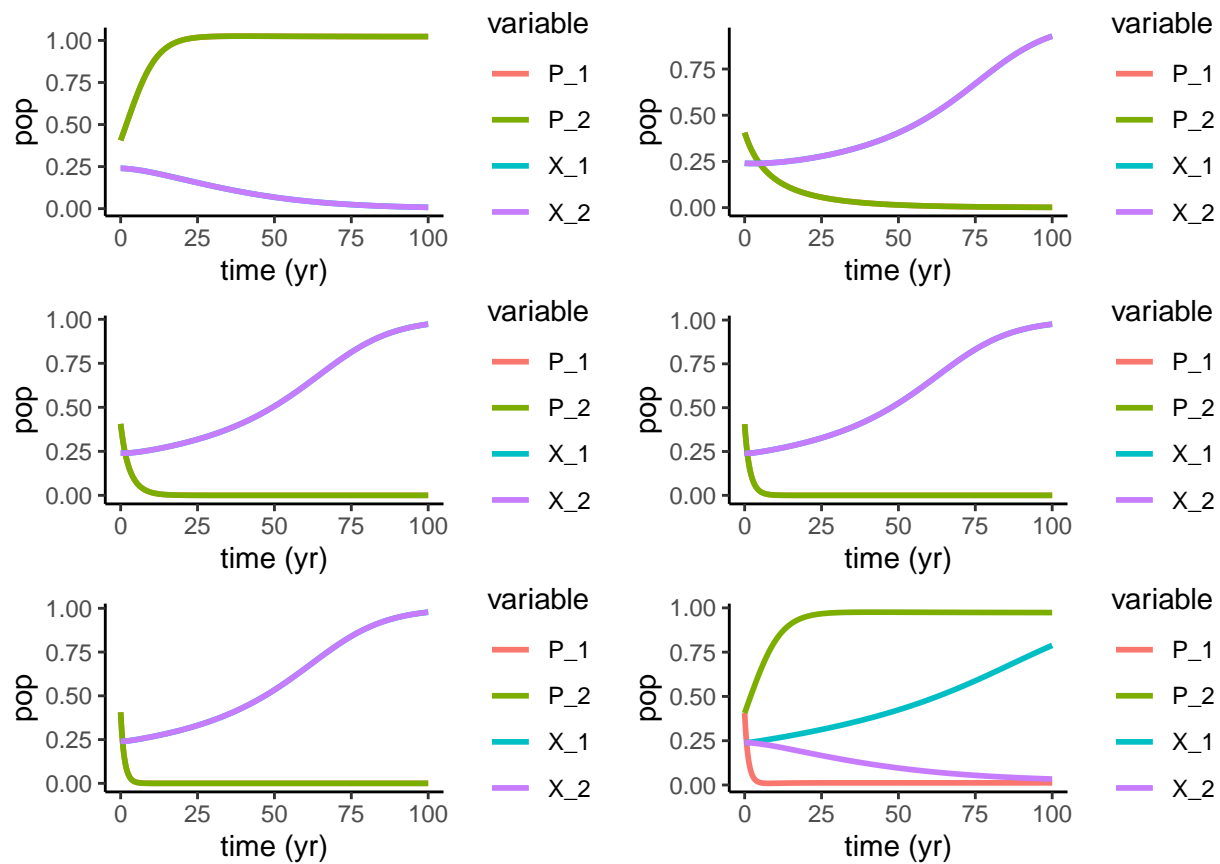 variable
pop
1.00
0.75
0.50
0.25
0.00
0
25
50
75
100
time (yr)
P_1
P_2
X_1
X_2
variable
pop
0.75
0.50
0.25
0.00
0
25
50
75
100
time (yr)
P_1
P_2
X_1
X_2
variable
pop
1.00
0.75
0.50
0.25
0.00
0
25
50
75
100
time (yr)
P_1
P_2
X_1
X_2
variable
pop
1.00
0.75
0.50
0.25
0.00
0
25
50
75
100
time (yr)
P_1
P_2
X_1
X_2
variable
pop
1.00
0.75
0.50
0.25
0.00
0
25
50
75
100
time (yr)
P_1
P_2
X_1
X_2
variable
pop
1.00
0.75
0.50
0.25
0.00
0
25
50
75
100
time (yr)
P_1
P_2
X_1
X_2